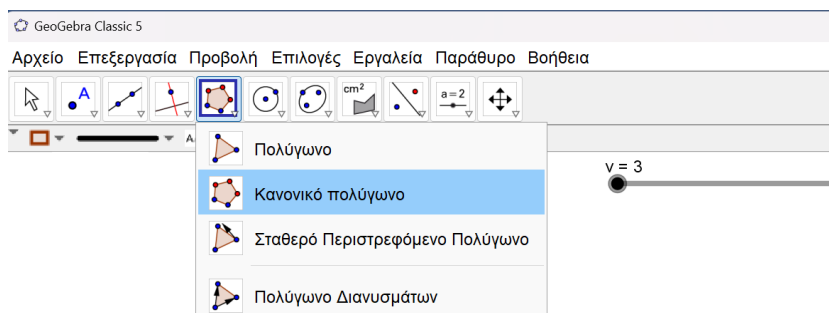 GeoGebra Classic 5
Αρχείο Επεξεργασία Προβολή Επιλογές Εργαλεία Παράθυρο Βοήθεια
A
cm²
a = 2
A
ν = 3
Πολύγωνο
Κανονικό πολύγωνο
Σταθερό Περιστρεφόμενο Πολύγωνο
Πολύγωνο Διανυσμάτων